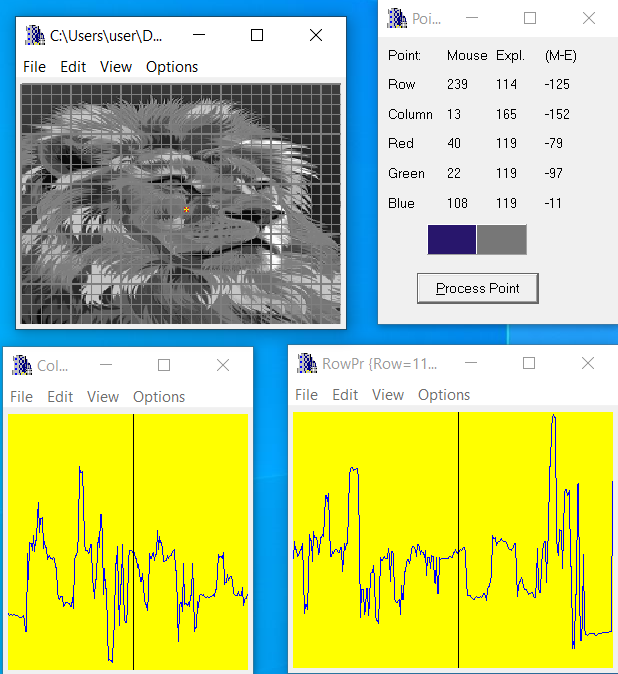 C:\Users\user\D...
File Edit View Options
Poi...
Point: Mouse Expl. (M-E)
Row 239 114 -125
Column 13 165 -152
Red 40 119 -79
Green 22 119 -97
Blue 108 119 -11
Process Point
Col...
File Edit View Options
RowPr {Row=11...
File Edit View Options